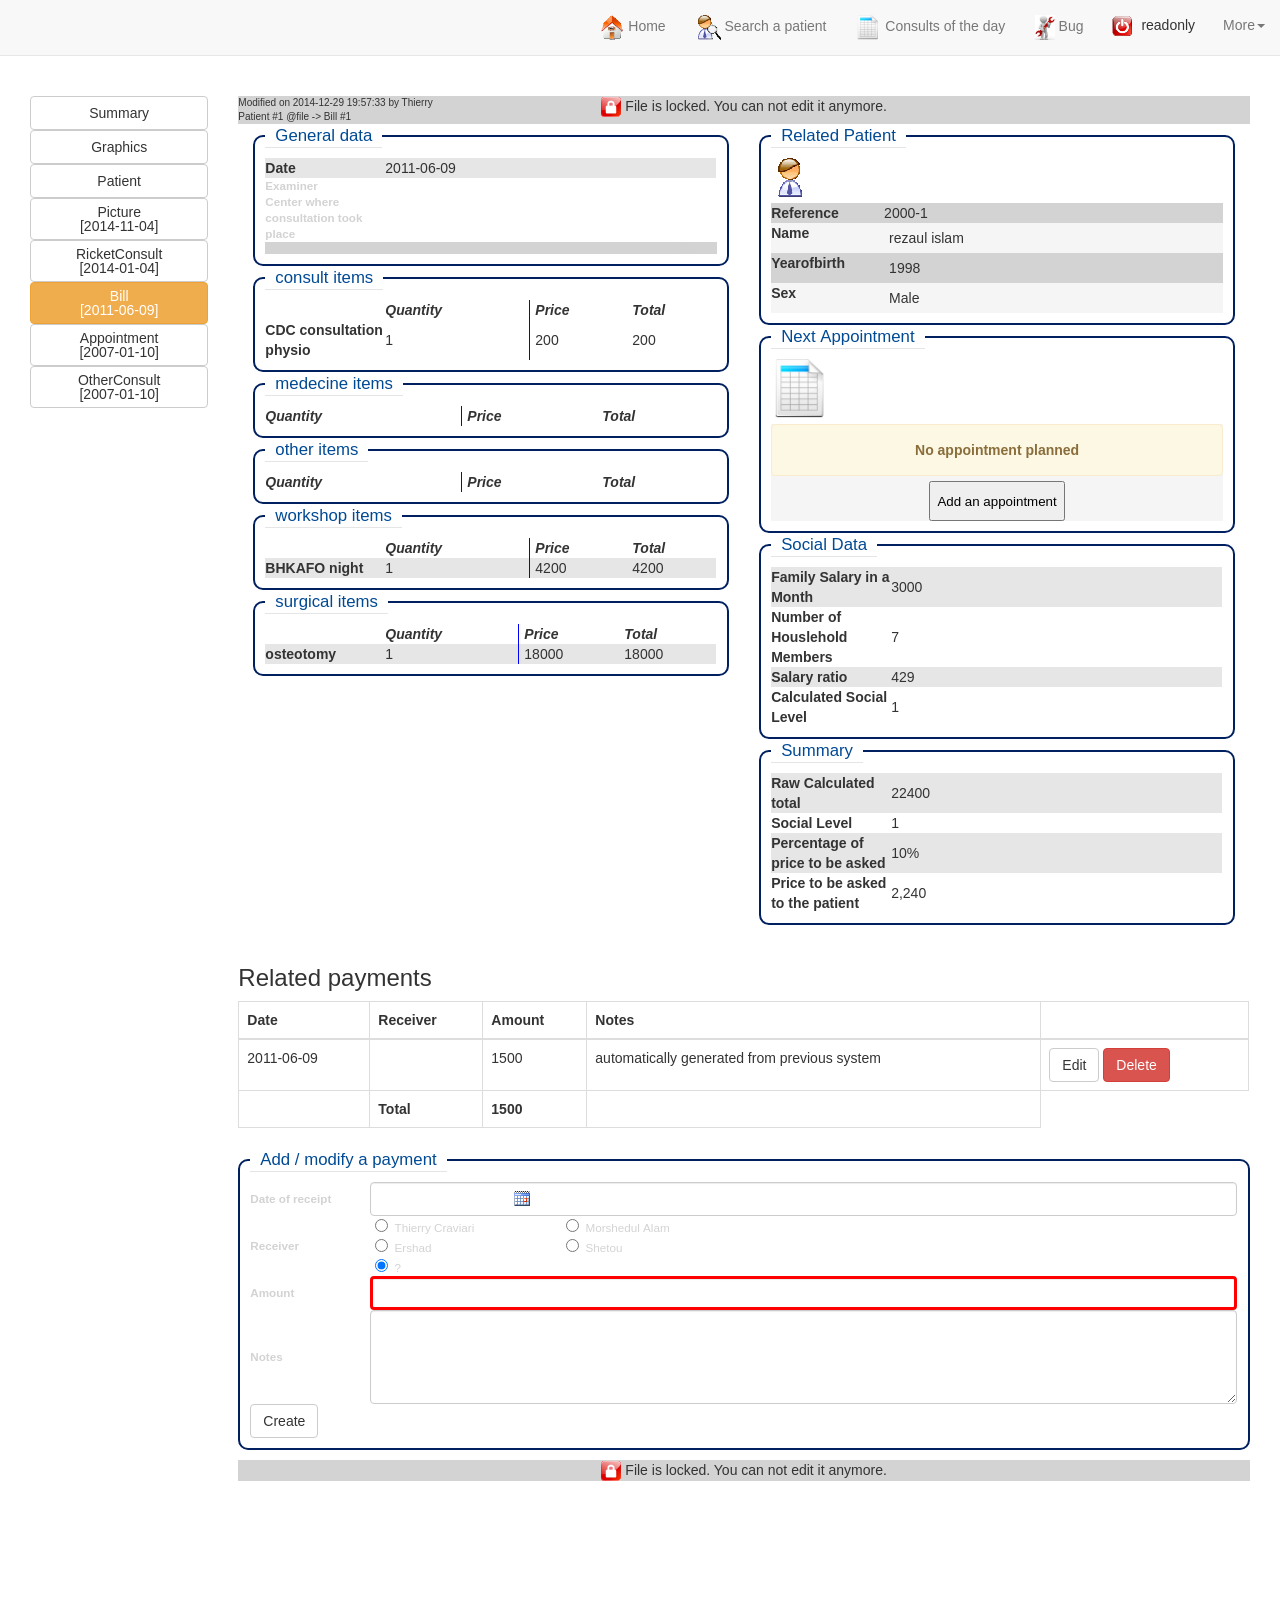 Home
Search a patient
Consults of the day
Bug
readonly
More
Summary
Graphics
Patient
Picture
[2014-11-04]
RicketConsult
[2014-01-04]
Bill
[2011-06-09]
Appointment
[2007-01-10]
OtherConsult
[2007-01-10]
Modified on 2014-12-29 19:57:33 by Thierry
Patient #1 @file -> Bill #1
File is locked. You can not edit it anymore.
General data
Date 2011-06-09
Examiner
Center where
consultation took
place
consult items
Quantity Price Total
CDC consultation
physio
1 200 200
medecine items
Quantity Price Total
other items
Quantity Price Total
workshop items
Quantity Price Total
BHKAFO night 1 4200 4200
surgical items
Quantity Price Total
osteotomy 1 18000 18000
Related Patient
Reference 2000-1
Name rezaul islam
Yearofbirth 1998
Sex Male
Next Appointment
No appointment planned
Add an appointment
Social Data
Family Salary in a
Month
3000
Number of
Houslehold
Members
7
Salary ratio 429
Calculated Social
Level
1
Summary
Raw Calculated
total
22400
Social Level 1
Percentage of
price to be asked
10%
Price to be asked
to the patient
2,240
Related payments
Date Receiver Amount Notes
2011-06-09 1500 automatically generated from previous system Edit Delete
Total 1500
Add / modify a payment
Date of receipt
Receiver
Thierry Craviari Morshedul Alam
Ershad Shetou
?
Amount
Notes
Create
File is locked. You can not edit it anymore.